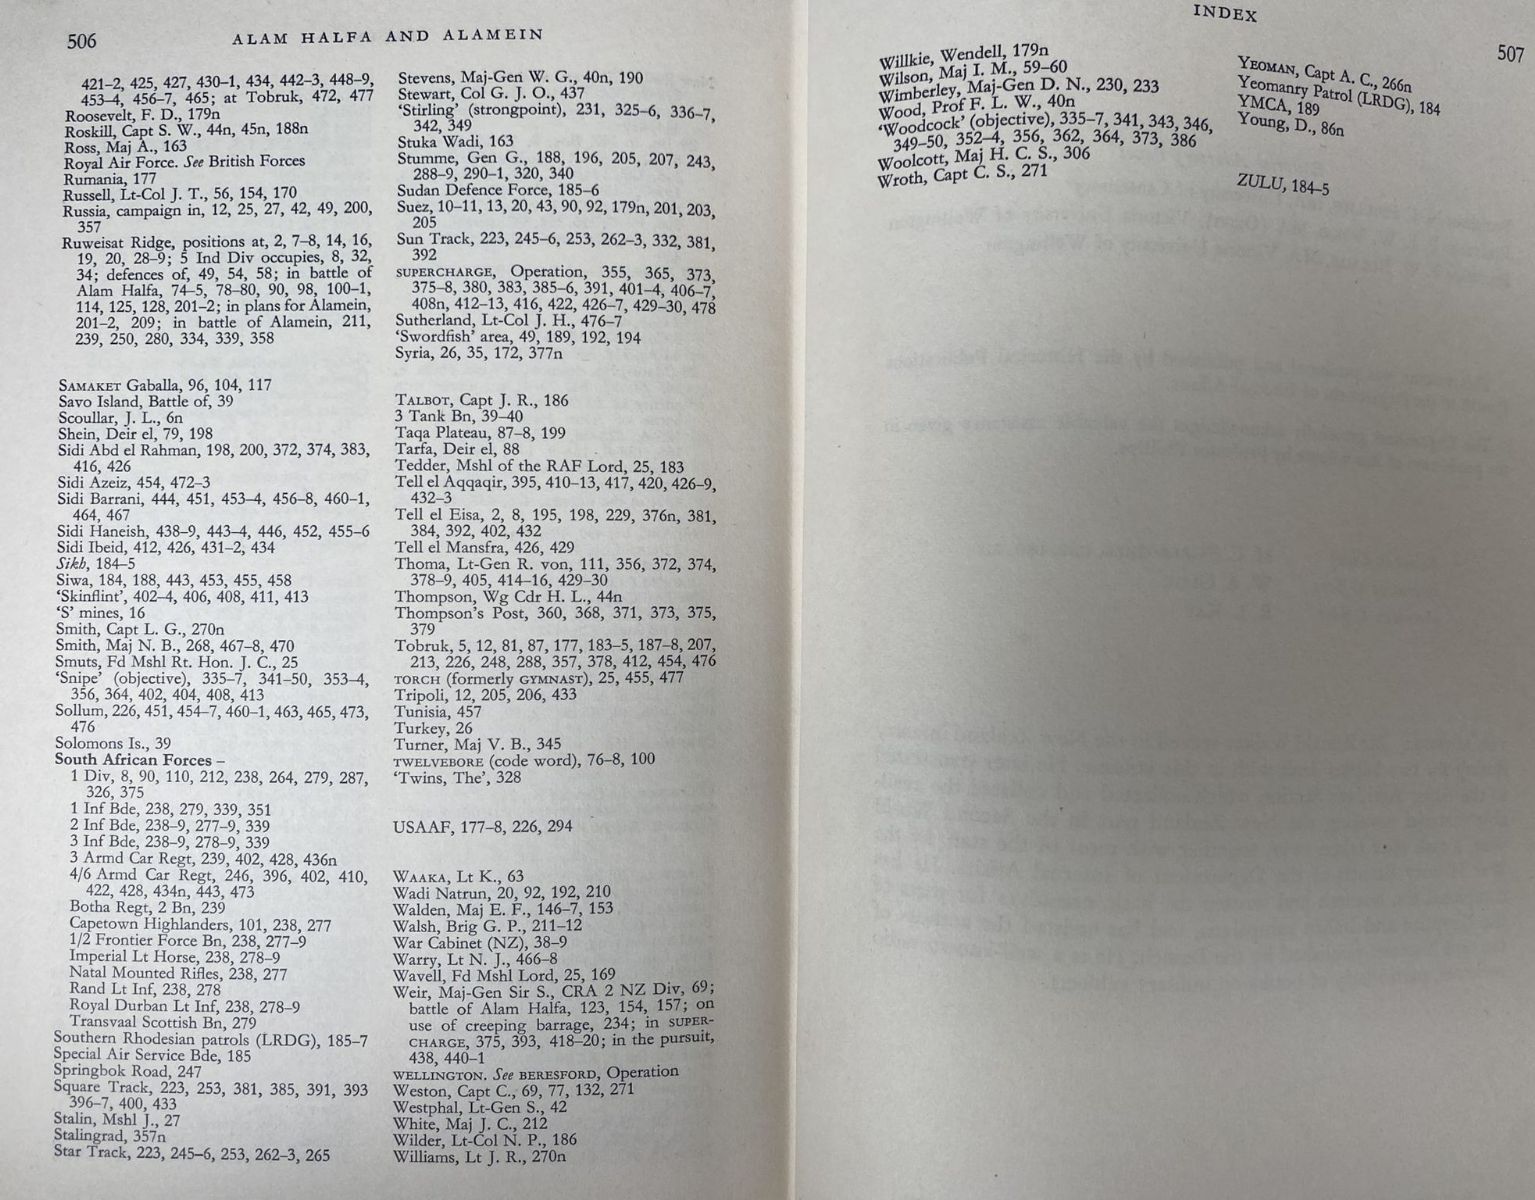 506
ALAM HALFA AND ALAMEIN
421–2, 425, 427, 430–1, 434, 442–3, 448–9,
453–4, 456–7, 465; at Tobruk, 472, 477
Roosevelt, F. D., 179n
Roskill, Capt S. W., 44n, 45n, 188n
Ross, Maj A., 163
Royal Air Force. See British Forces
Rumania, 177
Russell, Lt-Col J. T., 56, 154, 170
Russia, campaign in, 12, 25, 27, 42, 49, 200,
357
Ruweisat Ridge, positions at, 2, 7–8, 14, 16,
19, 20, 28–9; 5 Ind Div occupies, 8, 32,
34; defences of, 49, 54, 58; in battle of
Alam Halfa, 74–5, 78–80, 90, 98, 100–1,
114, 125, 128, 201–2; in plans for Alamein,
201–2, 209; in battle of Alamein, 211,
239, 250, 280, 334, 339, 358
SAMAKET Gaballa, 96, 104, 117
Savo Island, Battle of, 39
Scoullar, J. L., 6n
Shein, Deir el, 79, 198
Sidi Abd el Rahman, 198, 200, 372, 374, 383,
416, 426
Sidi Azeiz, 454, 472–3
Sidi Barrani, 444, 451, 453–4, 456–8, 460–1,
464, 467
Sidi Haneish, 438–9, 443–4, 446, 452, 455–6
Sidi Ibeid, 412, 426, 431–2, 434
Sikh, 184–5
Siwa, 184, 188, 443, 453, 455, 458
‘Skinflint’, 402–4, 406, 408, 411, 413
‘S’ mines, 16
Smith, Capt L. G., 270n
Smith, Maj N. B., 268, 467–8, 470
Smuts, Fd Mshl Rt. Hon. J. C., 25
‘Snipe’ (objective), 335–7, 341–50, 353–4,
356, 364, 402, 404, 408, 413
Sollum, 226, 451, 454–7, 460–1, 463, 465, 473,
476
Solomons Is., 39
South African Forces –
1 Div, 8, 90, 110, 212, 238, 264, 279, 287,
326, 375
1 Inf Bde, 238, 279, 339, 351
2 Inf Bde, 238–9, 277–9, 339
3 Inf Bde, 238–9, 278–9, 339
3 Armd Car Regt, 239, 402, 428, 436n
4/6 Armd Car Regt, 246, 396, 402, 410,
422, 428, 434n, 443, 473
Botha Regt, 2 Bn, 239
Capetown Highlanders, 101, 238, 277
1/2 Frontier Force Bn, 238, 277–9
Imperial Lt Horse, 238, 278–9
Natal Mounted Rifles, 238, 277
Rand Lt Inf, 238, 278
Royal Durban Lt Inf, 238, 278–9
Transvaal Scottish Bn, 279
Southern Rhodesian patrols (LRDG), 185–7
Special Air Service Bde, 185
Springbok Road, 247
Square Track, 223, 253, 381, 385, 391, 393
396–7, 400, 433
Stalin, Mshl J., 27
Stalingrad, 357n
Star Track, 223, 245–6, 253, 262–3, 265
Stevens, Maj-Gen W. G., 40n, 190
Stewart, Col G. J. O., 437
‘Stirling’ (strongpoint), 231, 325–6, 336–7,
342, 349
Stuka Wadi, 163
Stumme, Gen G., 188, 196, 205, 207, 243,
288–9, 290–1, 320, 340
Sudan Defence Force, 185–6
Suez, 10–11, 13, 20, 43, 90, 92, 179n, 201, 203,
205
Sun Track, 223, 245–6, 253, 262–3, 332, 381,
392
SUPERCHARGE, Operation, 355, 365, 373,
375–8, 380, 383, 385–6, 391, 401–4, 406–7,
408n, 412–13, 416, 422, 426–7, 429–30, 478
Sutherland, Lt-Col J. H., 476–7
‘Swordfish’ area, 49, 189, 192, 194
Syria, 26, 35, 172, 377n
TALBOT, Capt J. R., 186
3 Tank Bn, 39–40
Taqa Plateau, 87–8, 199
Tarfa, Deir el, 88
Tedder, Mshl of the RAF Lord, 25, 183
Tell el Aqqaqir, 395, 410–13, 417, 420, 426–9,
432–3
Tell el Eisa, 2, 8, 195, 198, 229, 376n, 381,
384, 392, 402, 432
Tell el Mansfra, 426, 429
Thoma, Lt-Gen R. von, 111, 356, 372, 374,
378–9, 405, 414–16, 429–30
Thompson, Wg Cdr H. L., 44n
Thompson’s Post, 360, 368, 371, 373, 375,
379
Tobruk, 5, 12, 81, 87, 177, 183–5, 187–8, 207,
213, 226, 248, 288, 357, 378, 412, 454, 476
TORCH (formerly GYMNAST), 25, 455, 477
Tripoli, 12, 205, 206, 433
Tunisia, 457
Turkey, 26
Turner, Maj V. B., 345
TWELVEBORE (code word), 76–8, 100
‘Twins, The’, 328
USAAF, 177–8, 226, 294
WAAKA, Lt K., 63
Wadi Natrun, 20, 92, 192, 210
Walden, Maj E. F., 146–7, 153
Walsh, Brig G. P., 211–12
War Cabinet (NZ), 38–9
Warry, Lt N. J., 466–8
Wavell, Fd Mshl Lord, 25, 169
Weir, Maj-Gen Sir S., CRA 2 NZ Div, 69;
battle of Alam Halfa, 123, 154, 157; on
use of creeping barrage, 234; in SUPER-
CHARGE, 375, 393, 418–20; in the pursuit,
438, 440–1
WELLINGTON. See BERESFORD, Operation
Weston, Capt C., 69, 77, 132, 271
Westphal, Lt-Gen S., 42
White, Maj J. C., 212
Wilder, Lt-Col N. P., 186
Williams, Lt J. R., 270n
INDEX
507
Willkie, Wendell, 179n
Wilson, Maj I. M., 59–60
Wimberley, Maj-Gen D. N., 230, 233
Wood, Prof F. L. W., 40n
‘Woodcock’ (objective), 335–7, 341, 343, 346,
349–50, 352–4, 356, 362, 364, 373, 386
Woolcott, Maj H. C. S., 306
Wroth, Capt C. S., 271
YEOMAN, Capt A. C., 266n
Yeomanry Patrol (LRDG), 184
YMCA, 189
Young, D., 86n
ZULU, 184–5